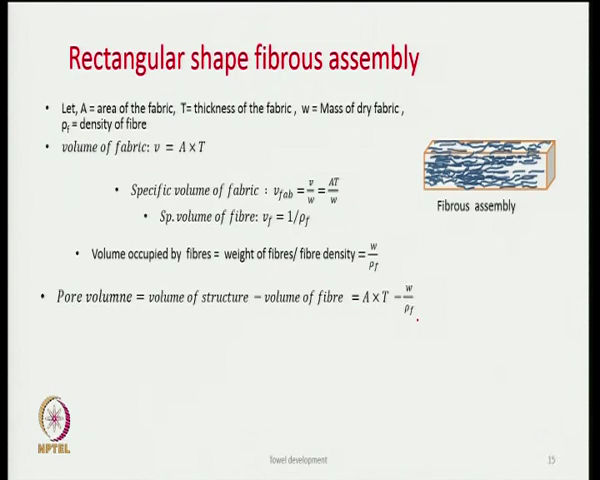 Rectangular shape fibrous assembly
• Let, A = area of the fabric, T= thickness of the fabric , w = Mass of dry fabric ,
ρf = density of fibre
• volume of fabric: v = A × T
• Specific volume of fabric : vfab = v/w = AT/w
• Sp. volume of fibre: vf = 1/ρf
Fibrous assembly
• Volume occupied by fibres = weight of fibres/ fibre density = w/ρf
• Pore volumne = volume of structure − volume of fibre = A × T − w/ρf
NPTEL
Towel development
15